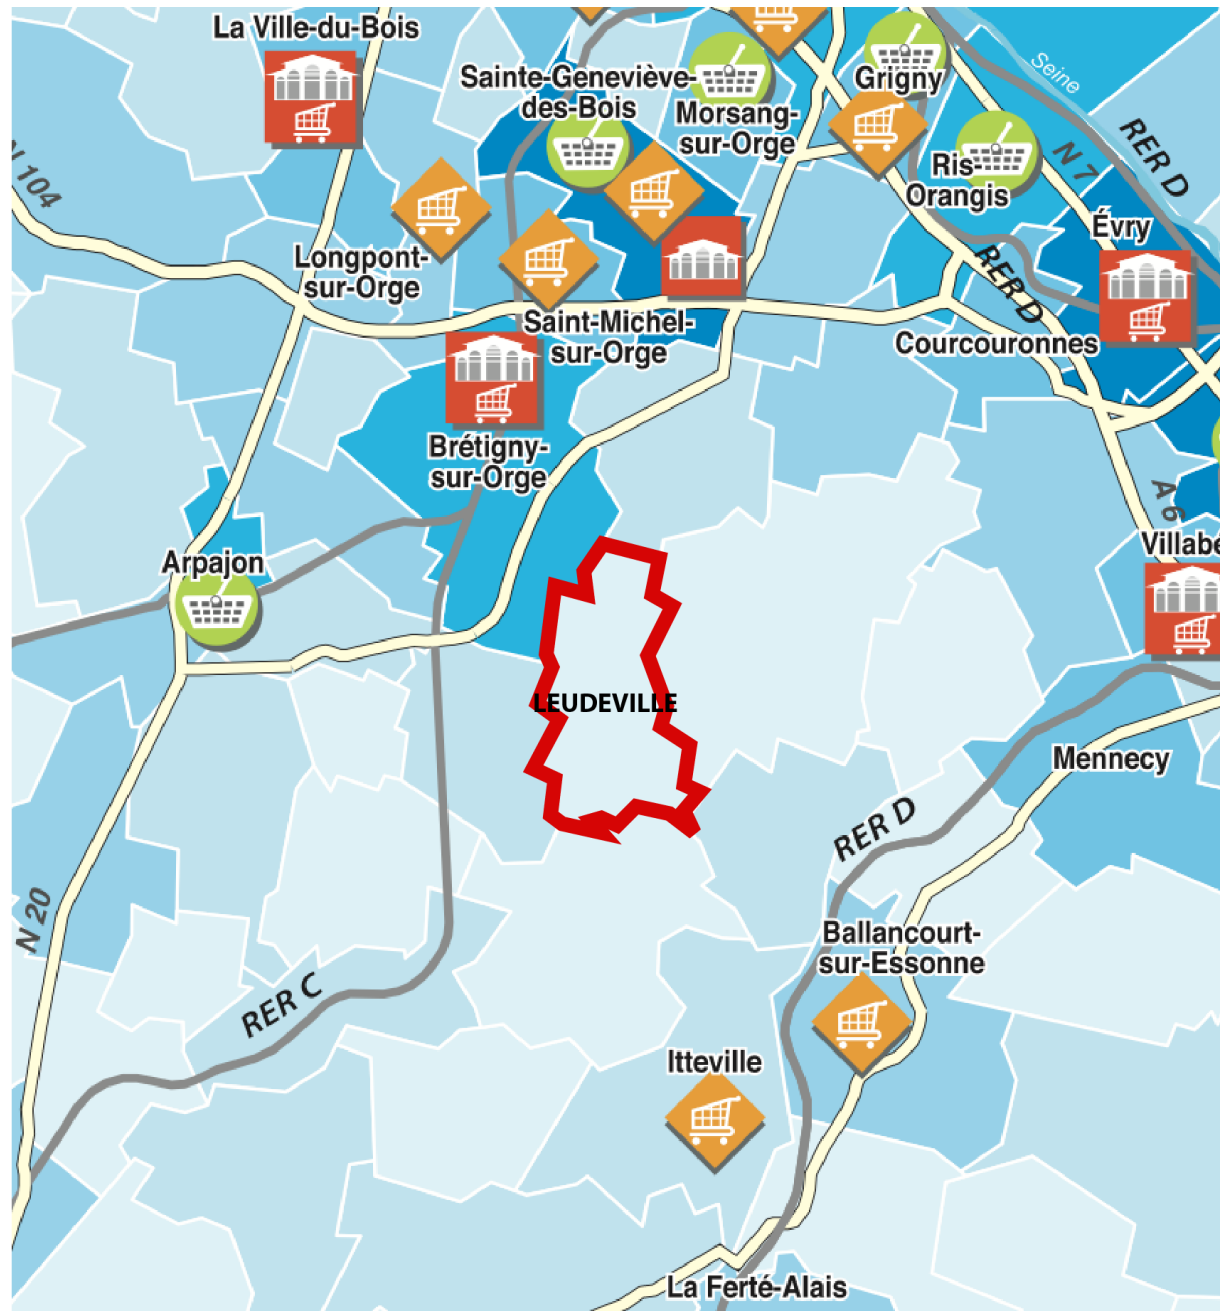 La Ville-du-Bois
Sainte-Geneviève-
des-Bois
Morsang-
sur-Orge
Grigny
Seine
RER D
N 7
Ris-
Orangis
N 104
Évry
Longpont-
sur-Orge
RER D
Saint-Michel-
sur-Orge
Courcouronnes
Brétigny-
sur-Orge
A 6
Villabé
Arpajon
LEUDEVILLE
Mennecy
RER D
N 20
Ballancourt-
sur-Essonne
RER C
Itteville
La Ferté-Alais